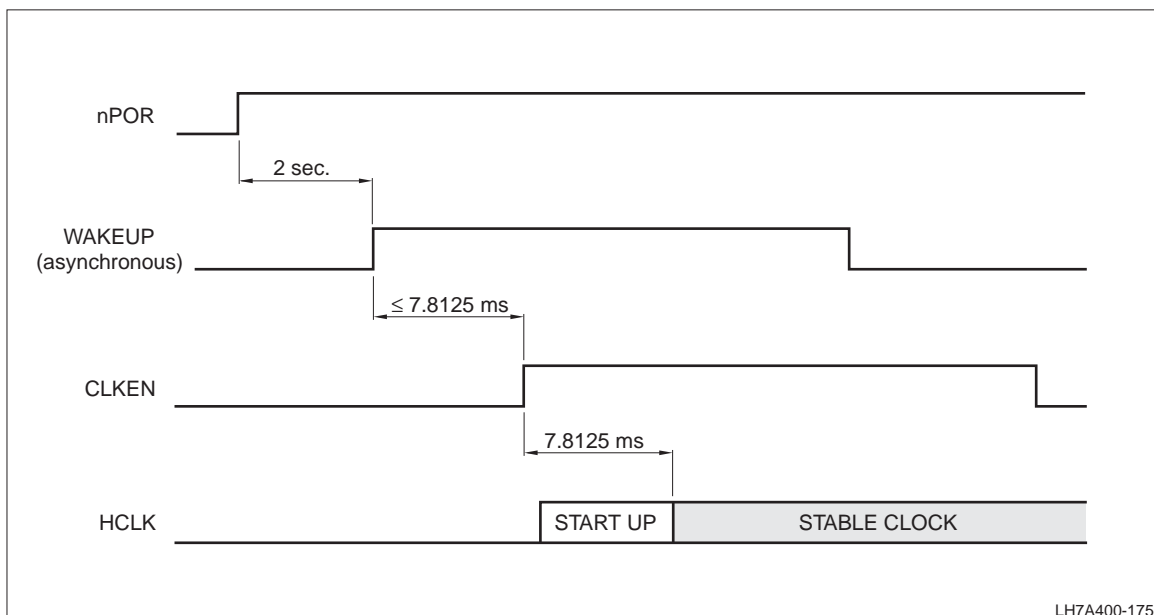 nPOR
2 sec.
WAKEUP
(asynchronous)
≤ 7.8125 ms
CLKEN
7.8125 ms
HCLK
START UP
STABLE CLOCK
LH7A400-175